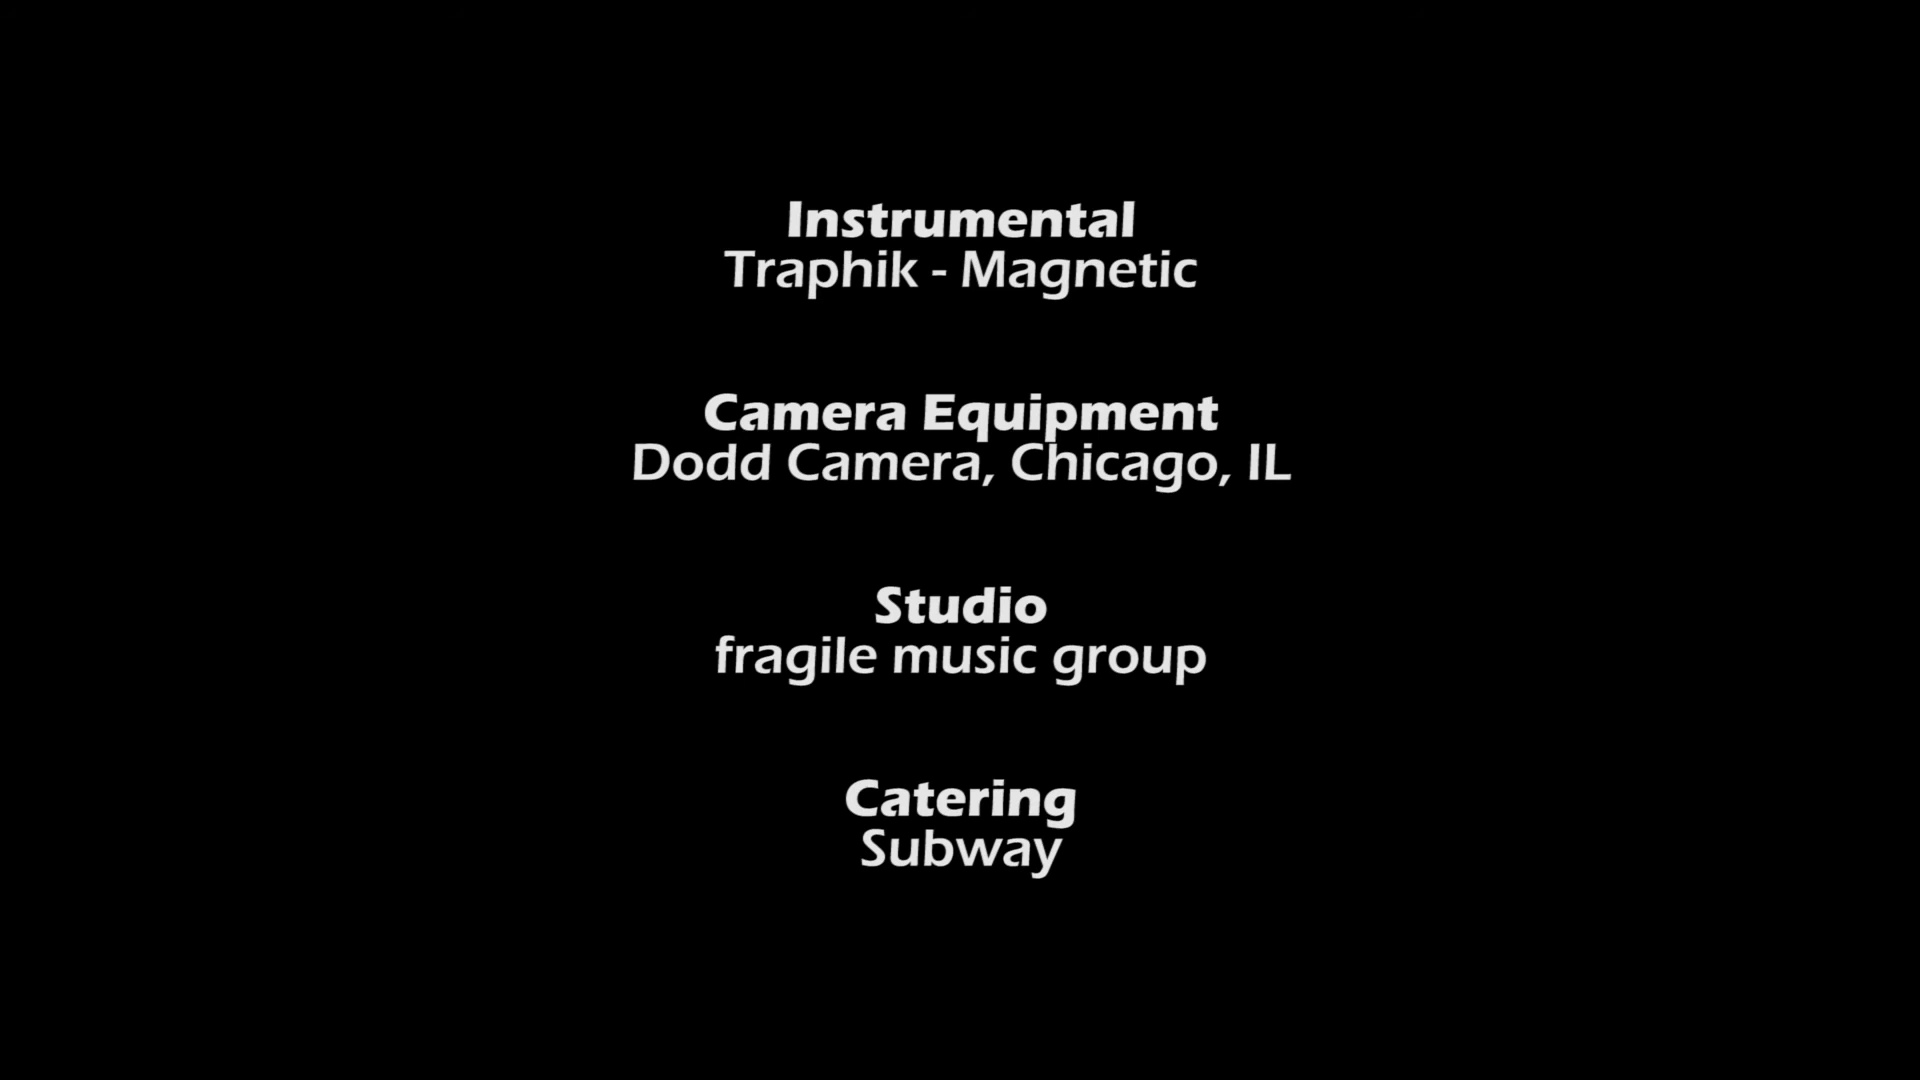 Instrumental
Traphik - Magnetic
Camera Equipment
Dodd Camera, Chicago, IL
Studio
fragile music group
Catering
Subway